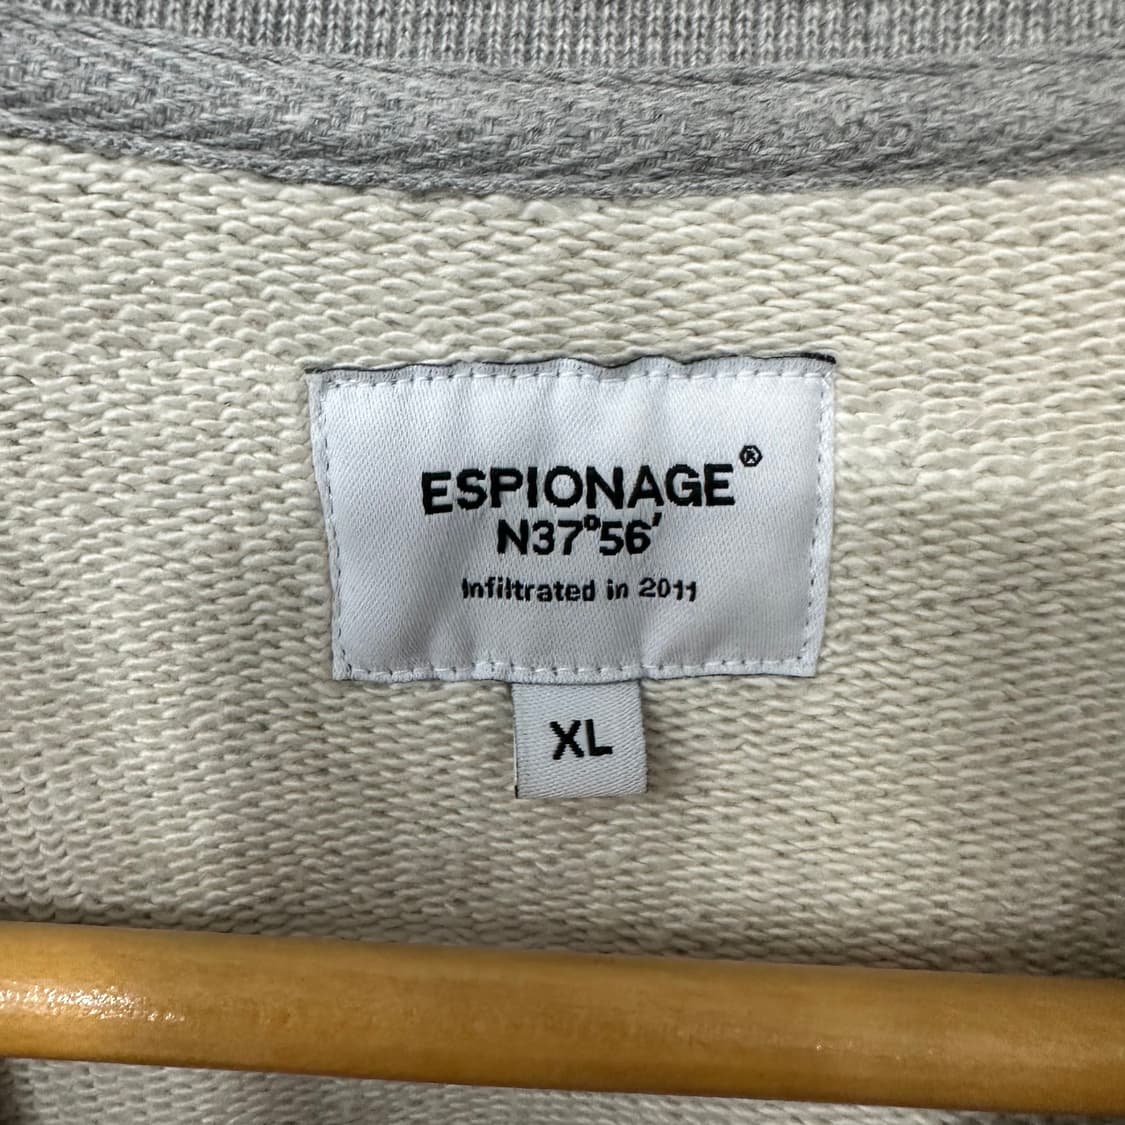 ESPIONAGE®
N37°56'
Infiltrated in 2011
XL